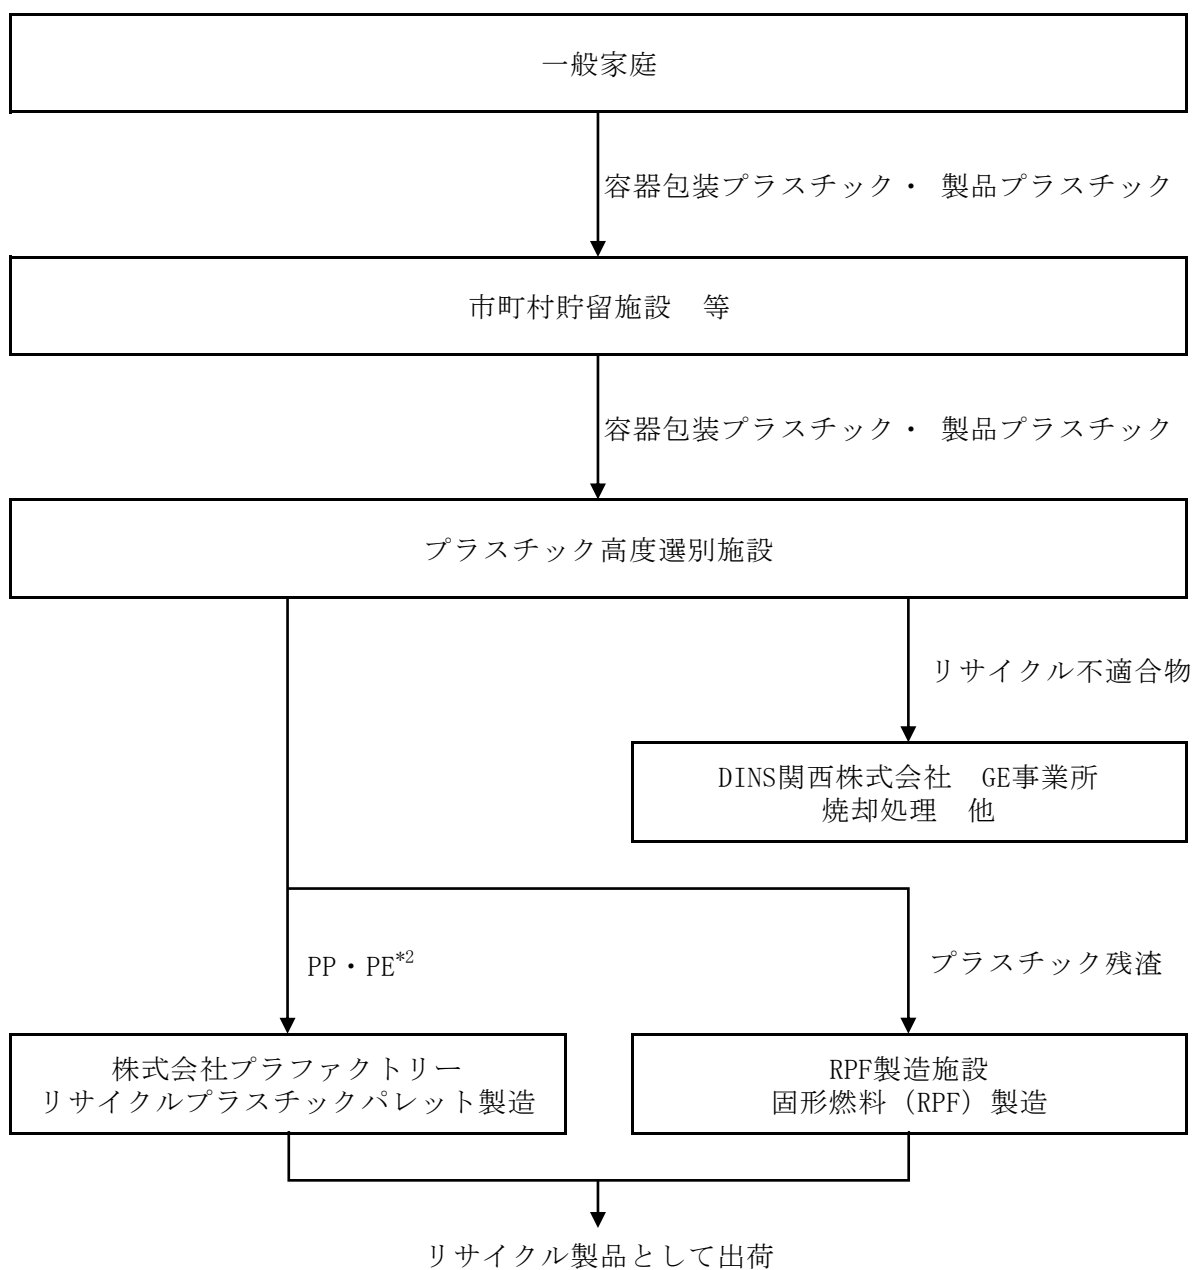 一般家庭
容器包装プラスチック・ 製品プラスチック
市町村貯留施設　等
容器包装プラスチック・ 製品プラスチック
プラスチック高度選別施設
リサイクル不適合物
DINS関西株式会社　GE事業所
焼却処理　他
PP・PE*2
プラスチック残渣
株式会社プラファクトリー
リサイクルプラスチックパレット製造
RPF製造施設
固形燃料（RPF）製造
リサイクル製品として出荷